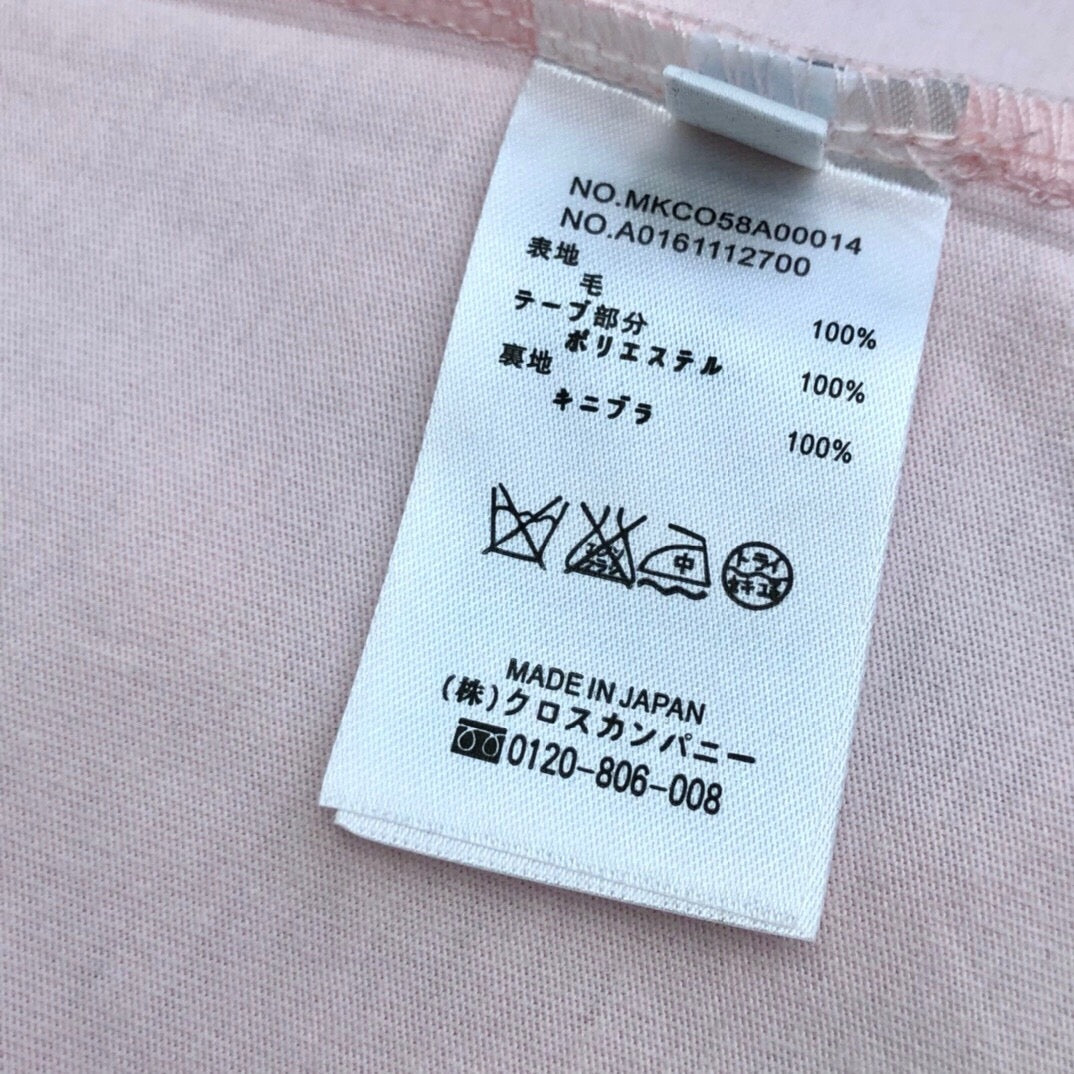 NO.MKCO58A00014
NO.A0161112700
表地
毛 100%
テープ部分
ポリエステル 100%
裏地
キニブラ 100%
中
ドライ
MADE IN JAPAN
(株)クロスカンパニー
0120-806-008